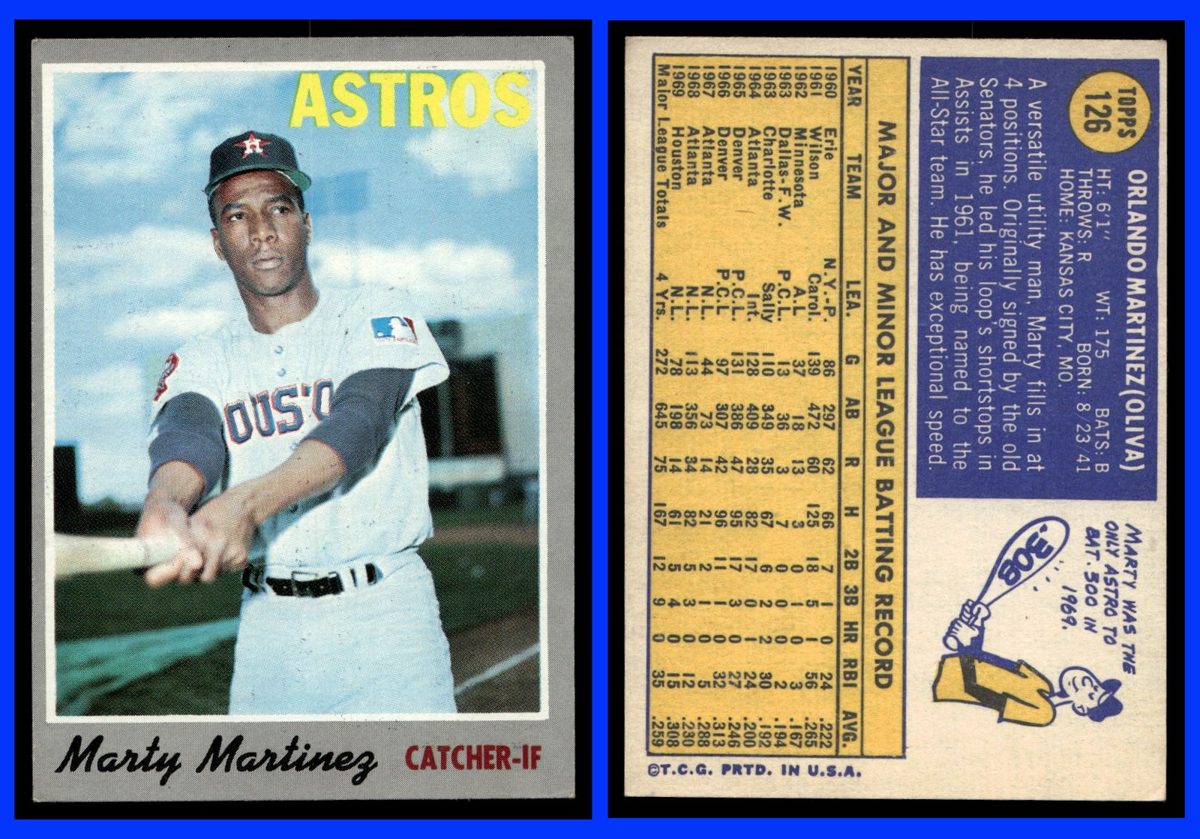 ASTROS
H
OUSTO
Marty Martinez CATCHER-IF
TOPPS
126
ORLANDO MARTINEZ (OLIVA)
HT: 6'1" WT: 175 BATS: B
THROWS: R BORN: 8 23 41
HOME: KANSAS CITY, MO.
A versatile utility man, Marty fills in at
4 positions. Originally signed by the old
Senators, he led his loop's shortstops in
Assists in 1961, being named to the
All-Star team. He has exceptional speed
MARTY WAS THE
ONLY ASTRO TO
BAT .300 IN
1969.
.308
MAJOR AND MINOR LEAGUE BATTING RECORD
YEAR TEAM LEA. G AB R H 2B 3B HR RBI AVG.
1960 Erie N.Y.-P. 86 297 62 66 7 1 0 24 .222
1961 Wilson Carol. 139 472 60 125 18 5 1 56 .265
1962 Minnesota A.L 37 18 13 3 0 1 0 3 .167
1963 Dallas-F.W. P.C.L. 13 36 3 7 1 0 0 2 .194
1963 Charlotte Sally 110 349 35 67 6 2 2 30 .192
1964 Atlanta Int. 128 409 28 82 4 0 1 24 .200
1965 Denver P.C.L. 131 386 47 95 17 3 0 27 .246
1966 Denver P.C.L 97 307 42 96 11 1 0 32 .313
1967 Atlanta N.L. 44 73 14 21 2 1 0 5 .288
1968 Atlanta N.L. 113 356 34 82 5 3 0 12 .230
1969 Houston N.L. 78 198 14 61 5 4 0 15 .308
Major League Totals 4 Yrs. 272 645 75 167 12 9 0 35 .259
©T.C.G. PRTD. IN U.S.A.